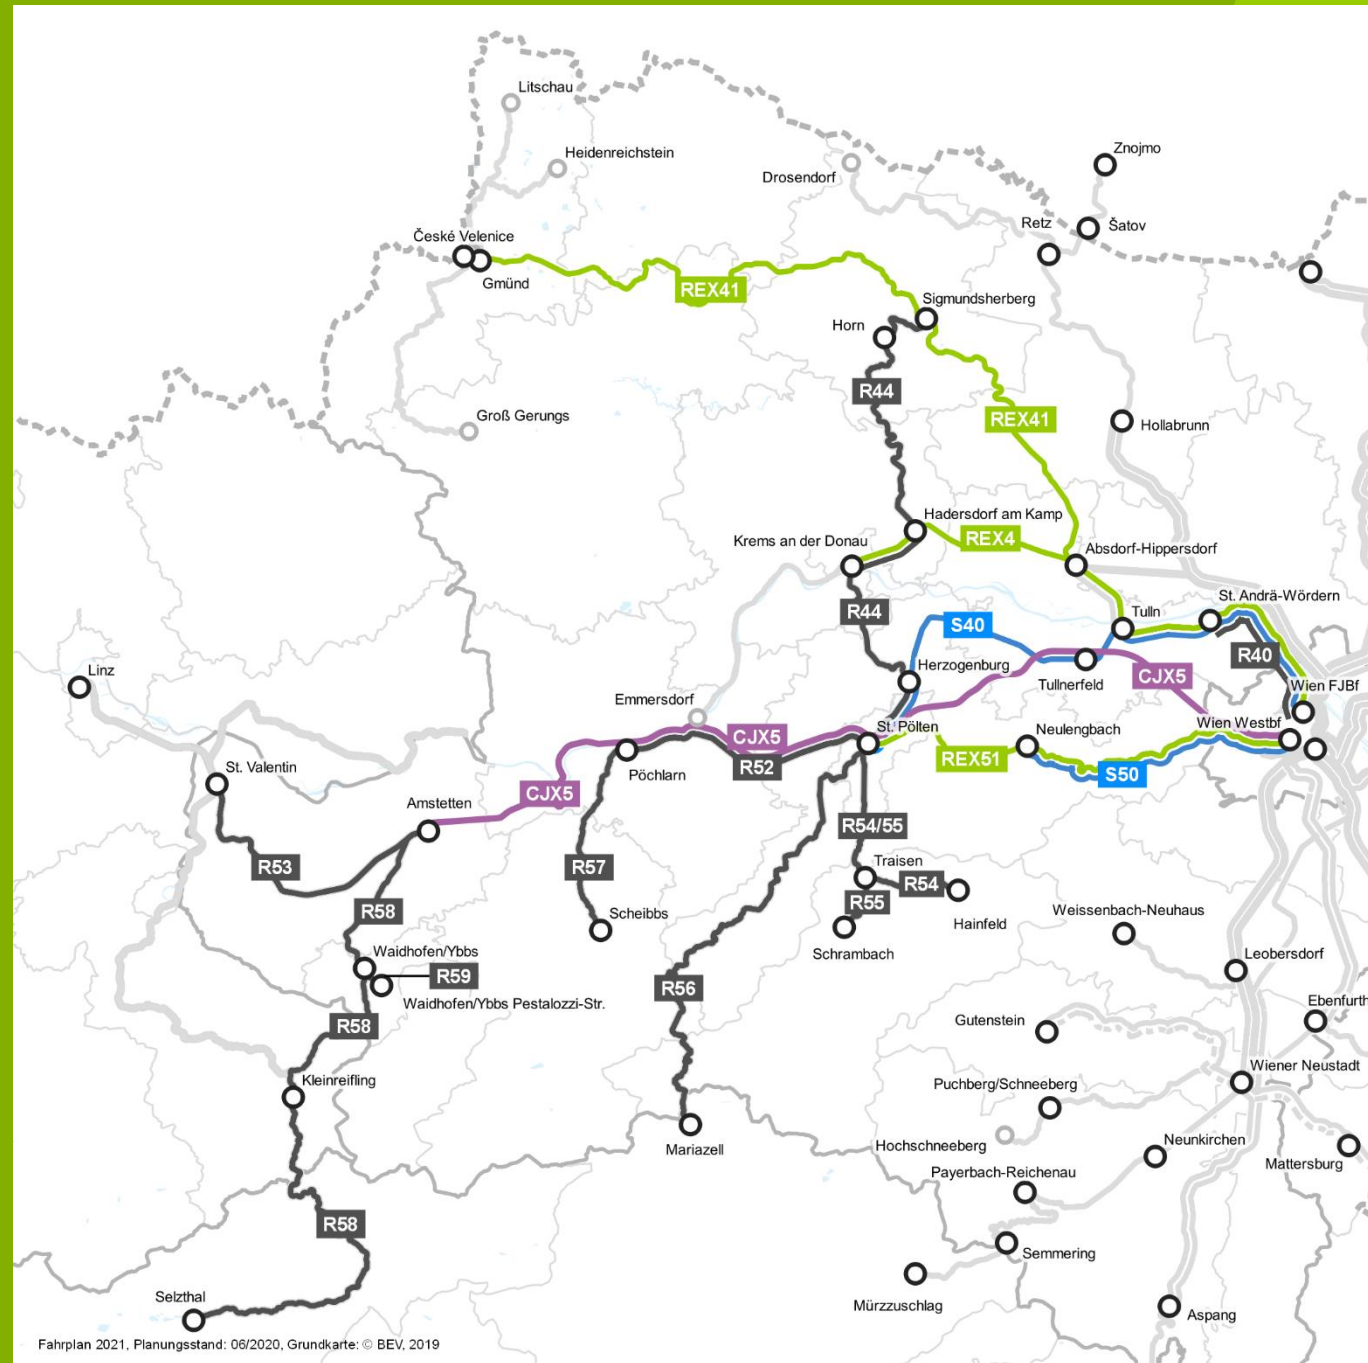 Litschau
Heidenreichstein
Drosendorf
Znojmo
Retz
Šatov
České Velenice
Gmünd
REX41
Sigmundsherberg
Horn
R44
REX41
Groß Gerungs
Hollabrunn
Hadersdorf am Kamp
REX4
Krems an der Donau
Absdorf-Hippersdorf
St. Andrä-Wördern
R44
Tulln
S40
R40
Linz
Herzogenburg
Tullnerfeld
CJX5
Wien FJBf
Emmersdorf
St. Pölten
Wien Westbf
CJX5
Neulengbach
R52
REX51
S50
St. Valentin
Pöchlarn
CJX5
Amstetten
R54/55
R53
R57
Traisen
R54
R55
R58
Scheibbs
Hainfeld
Weissenbach-Neuhaus
Schrambach
Waidhofen/Ybbs
R59
Leobersdorf
R56
Waidhofen/Ybbs Pestalozzi-Str.
Ebenfurth
R58
Gutenstein
Wiener Neustadt
Kleinreifling
Puchberg/Schneeberg
Mariazell
Hochschneeberg
Neunkirchen
Mattersburg
Payerbach-Reichenau
R58
Semmering
Selzthal
Mürzzuschlag
Aspang
Fahrplan 2021, Planungsstand: 06/2020, Grundkarte: © BEV, 2019